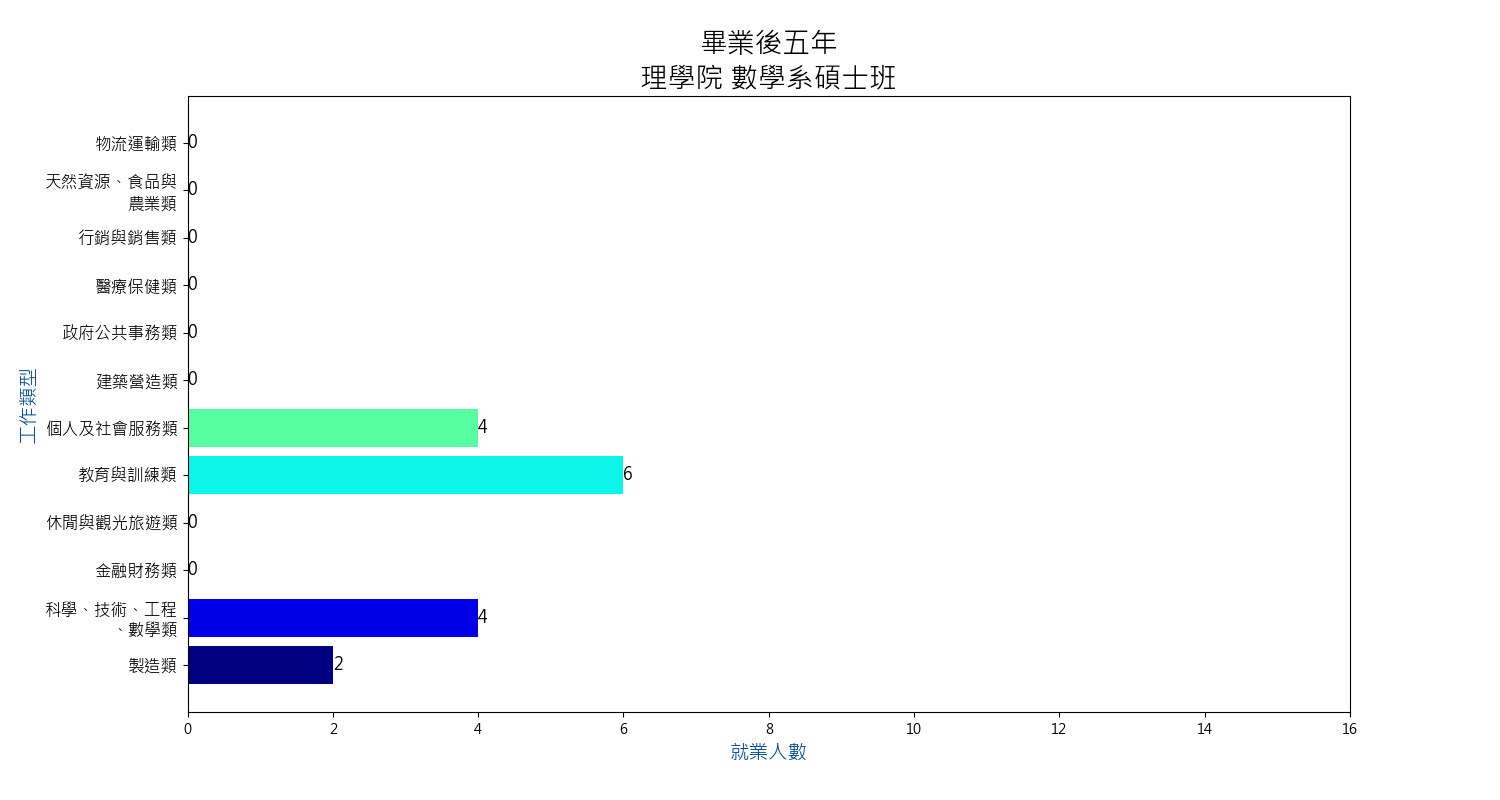 畢業後五年
理學院 數學系碩士班
物流運輸類
0
天然資源、食品與
農業類
0
行銷與銷售類
0
醫療保健類
0
政府公共事務類
0
建築營造類
0
個人及社會服務類
4
教育與訓練類
6
休閒與觀光旅遊類
0
金融財務類
0
科學、技術、工程
、數學類
4
製造類
2
工作類型
0 2 4 6 8 10 12 14 16
就業人數